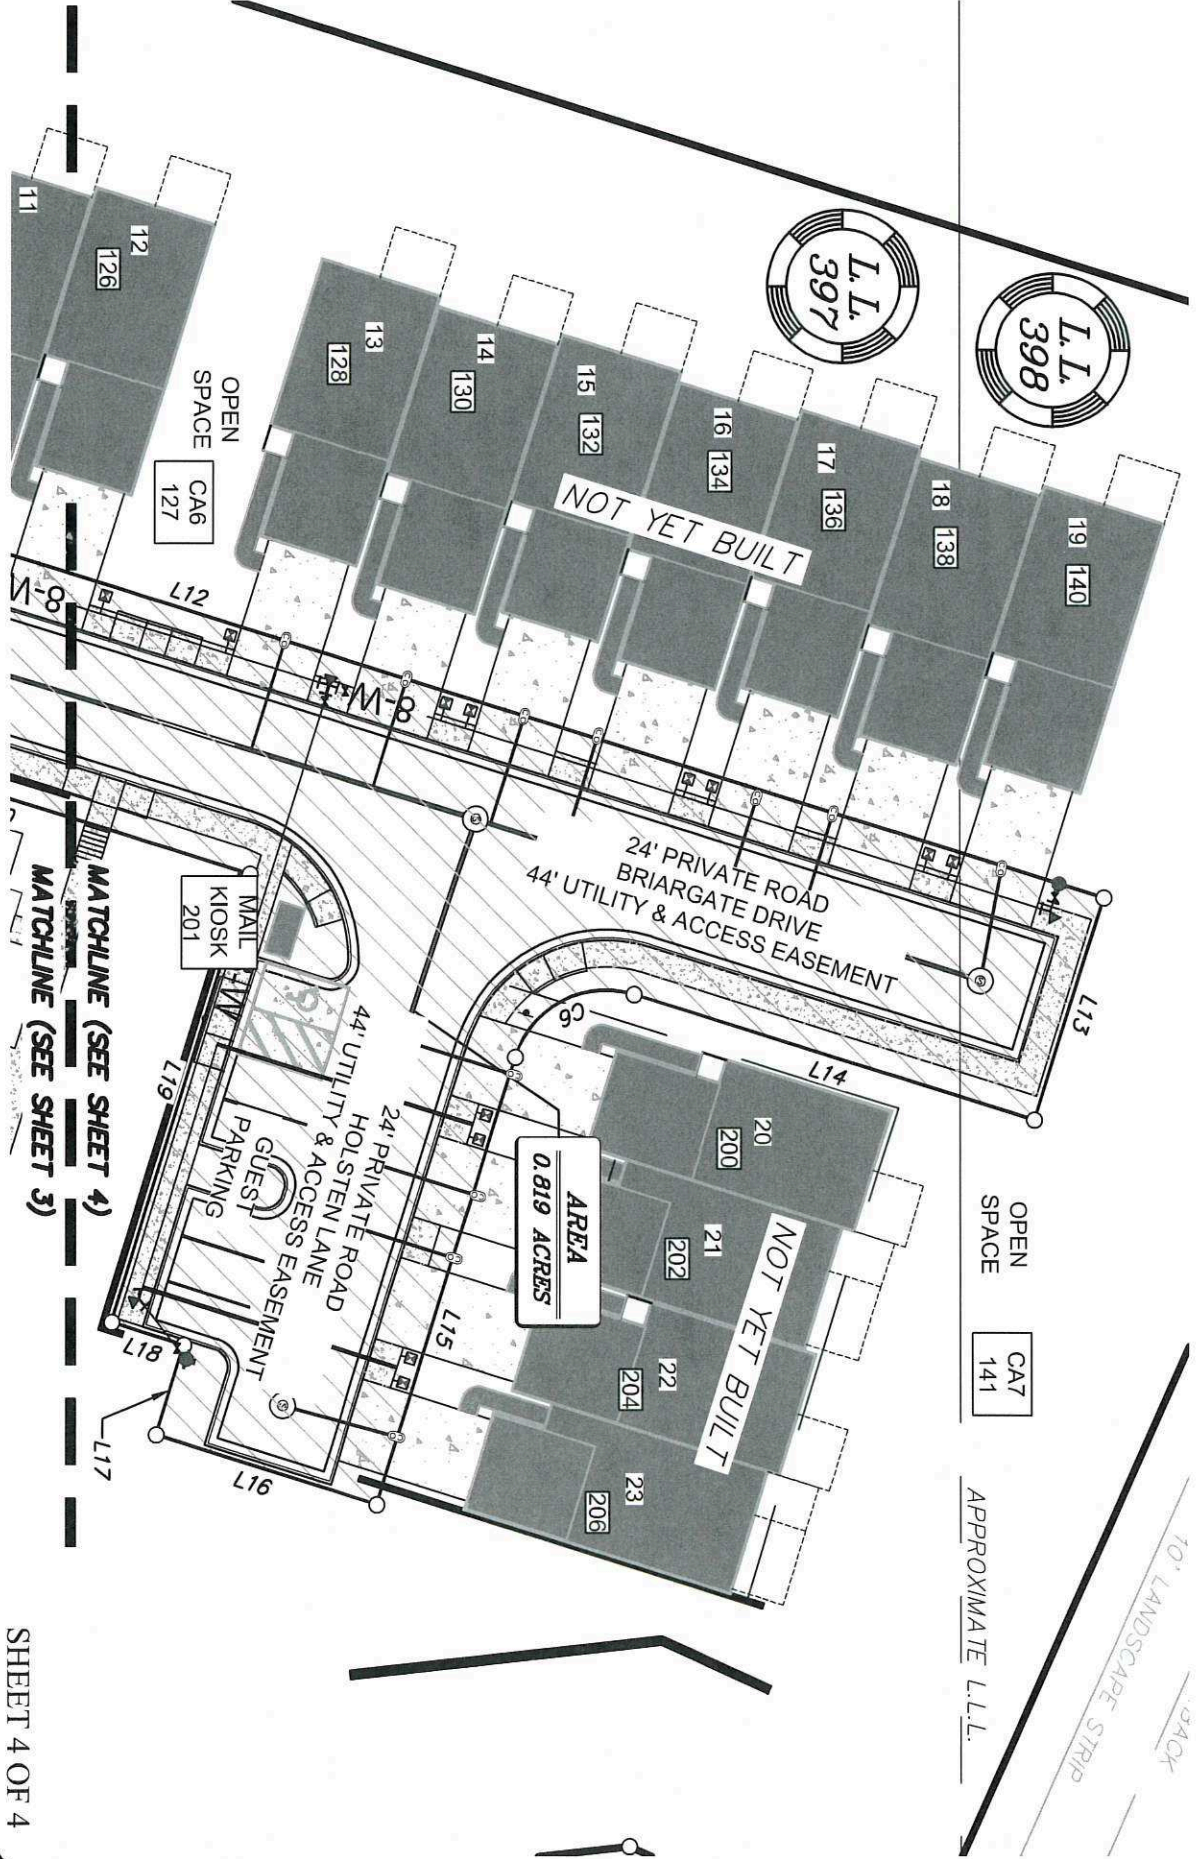 L.L.
397
L.L.
398
11
12
126
13
128
14
130
15
132
16
134
17
136
18
138
19
140
NOT YET BUILT
OPEN
SPACE
CA6
127
L12
8-M
8-M
24' PRIVATE ROAD
BRIARGATE DRIVE
44' UTILITY & ACCESS EASEMENT
L13
L14
C6
MAIL
KIOSK
201
20
200
21
202
22
204
23
206
NOT YET BUILT
OPEN
SPACE
CA7
141
AREA
0.819 ACRES
24' PRIVATE ROAD
HOLSTEN LANE
44' UTILITY & ACCESS EASEMENT
GUEST
PARKING
L15
L16
L17
L18
L19
MATCHLINE (SEE SHEET 4)
MATCHLINE (SEE SHEET 3)
APPROXIMATE L.L.L.
10' LANDSCAPE STRIP
SHEET 4 OF 4